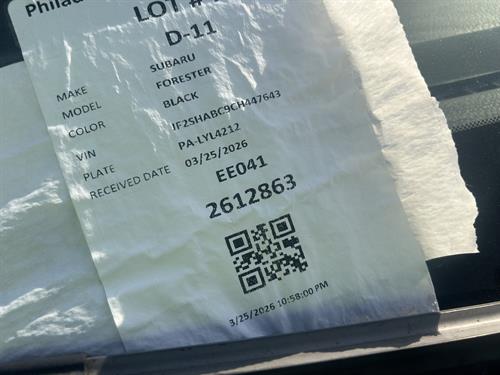 LOT #
D-11
MAKE SUBARU
MODEL FORESTER
COLOR BLACK
VIN JF2SHABC9CH447643
PLATE PA-LYL4212
RECEIVED DATE 03/25/2026
EE041
2612863
3/25/2026 10:58:00 PM